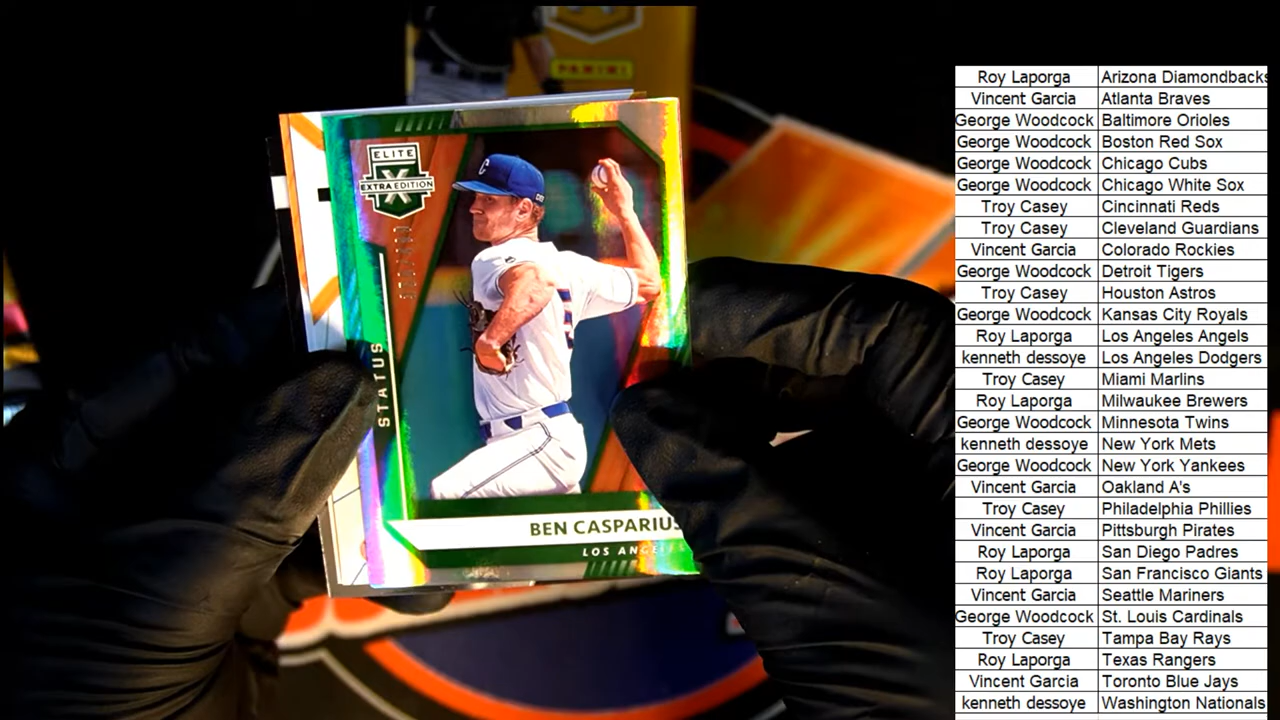 PANINI
ELITE
X
EXTRA EDITION
C
STATUS
BEN CASPARIUS
LOS ANGE
Roy Laporga Arizona Diamondbacks
Vincent Garcia Atlanta Braves
George Woodcock Baltimore Orioles
George Woodcock Boston Red Sox
George Woodcock Chicago Cubs
George Woodcock Chicago White Sox
Troy Casey Cincinnati Reds
Troy Casey Cleveland Guardians
Vincent Garcia Colorado Rockies
George Woodcock Detroit Tigers
Troy Casey Houston Astros
George Woodcock Kansas City Royals
Roy Laporga Los Angeles Angels
kenneth dessoye Los Angeles Dodgers
Troy Casey Miami Marlins
Roy Laporga Milwaukee Brewers
George Woodcock Minnesota Twins
kenneth dessoye New York Mets
George Woodcock New York Yankees
Vincent Garcia Oakland A's
Troy Casey Philadelphia Phillies
Vincent Garcia Pittsburgh Pirates
Roy Laporga San Diego Padres
Roy Laporga San Francisco Giants
Vincent Garcia Seattle Mariners
George Woodcock St. Louis Cardinals
Troy Casey Tampa Bay Rays
Roy Laporga Texas Rangers
Vincent Garcia Toronto Blue Jays
kenneth dessoye Washington Nationals